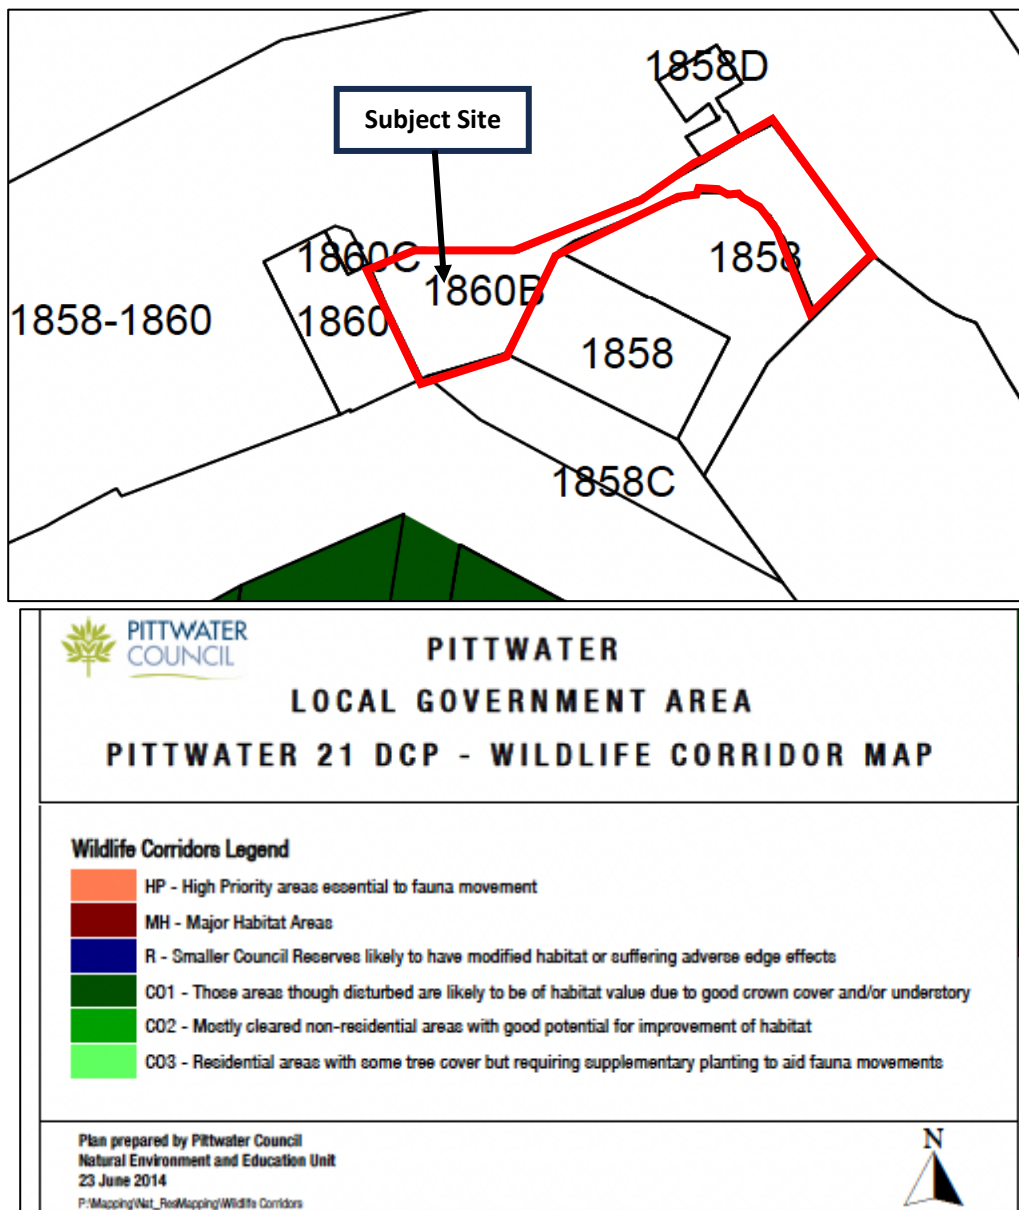 1858D
Subject Site
1860C
1858
1860B
1858-1860
1860
1858
1858C
PITTWATER
COUNCIL
PITTWATER
LOCAL GOVERNMENT AREA
PITTWATER 21 DCP - WILDLIFE CORRIDOR MAP
Wildlife Corridors Legend
HP - High Priority areas essential to fauna movement
MH - Major Habitat Areas
R - Smaller Council Reserves likely to have modified habitat or suffering adverse edge effects
CO1 - Those areas though disturbed are likely to be of habitat value due to good crown cover and/or understory
CO2 - Mostly cleared non-residential areas with good potential for improvement of habitat
CO3 - Residential areas with some tree cover but requiring supplementary planting to aid fauna movements
Plan prepared by Pittwater Council
Natural Environment and Education Unit
23 June 2014
P:\Mapping\Nat_ResMapping\Wildlife Corridors
N